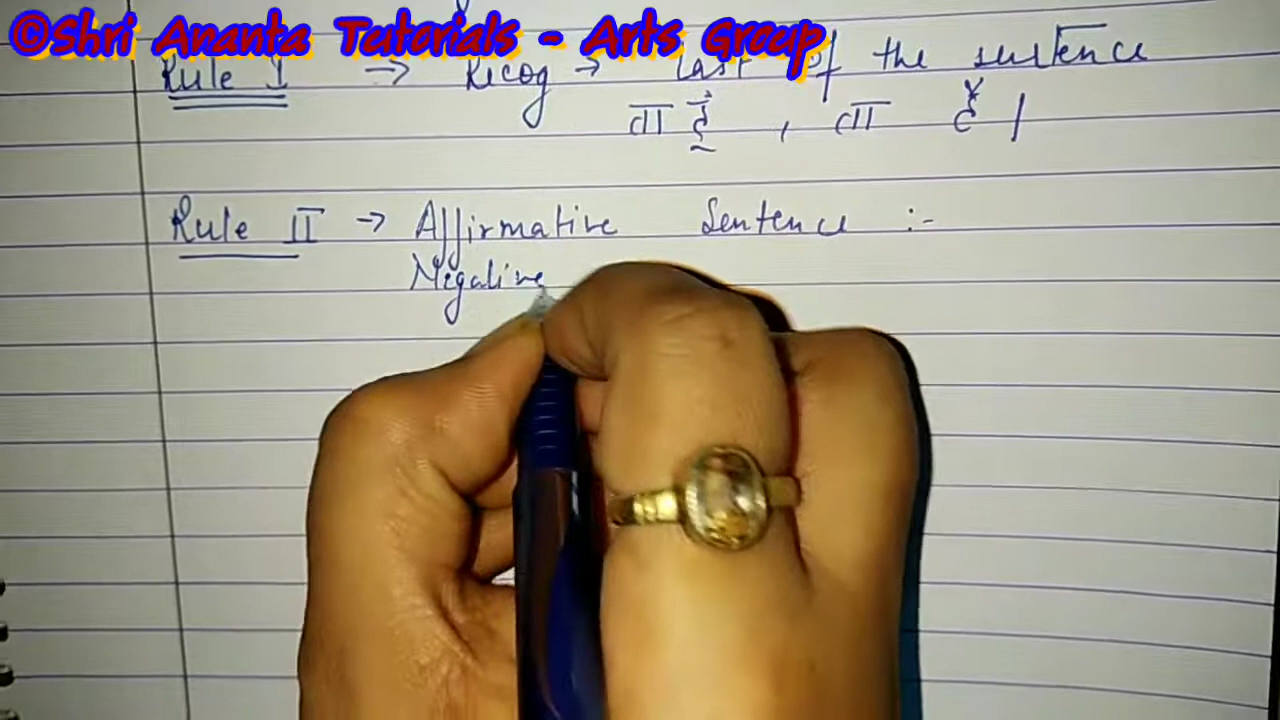 ©Shri Ananta Tutorials - Arts Group
Rule I → Recog → last of the sentence
Rule II → Affirmative Sentence :-
Negative